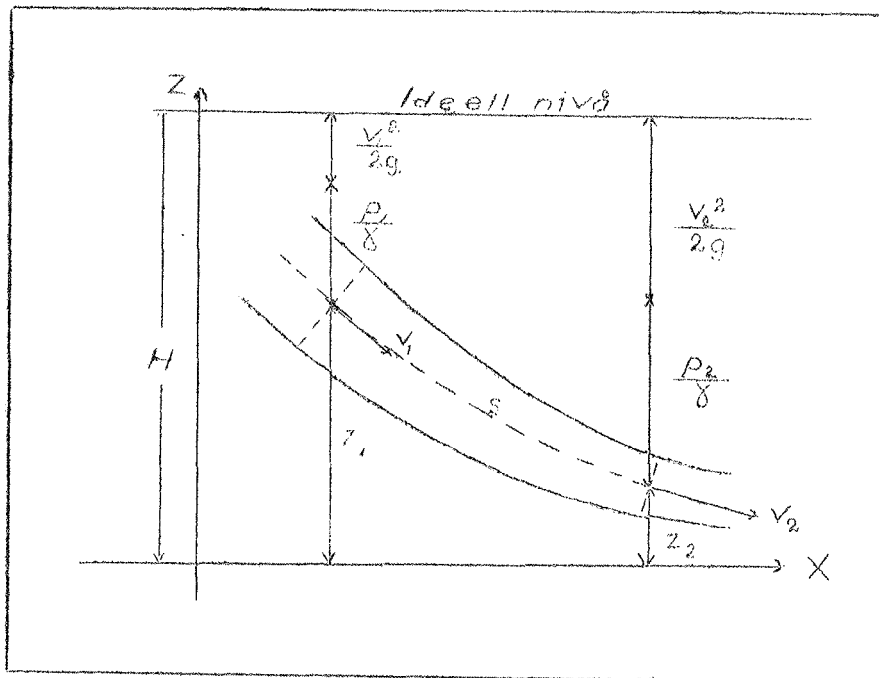 Z
Ideell nivå
V₁²
2g
p₁
γ
V₂²
2g
V₁
H
p₂
γ
S
Z₁
V₂
Z₂
X